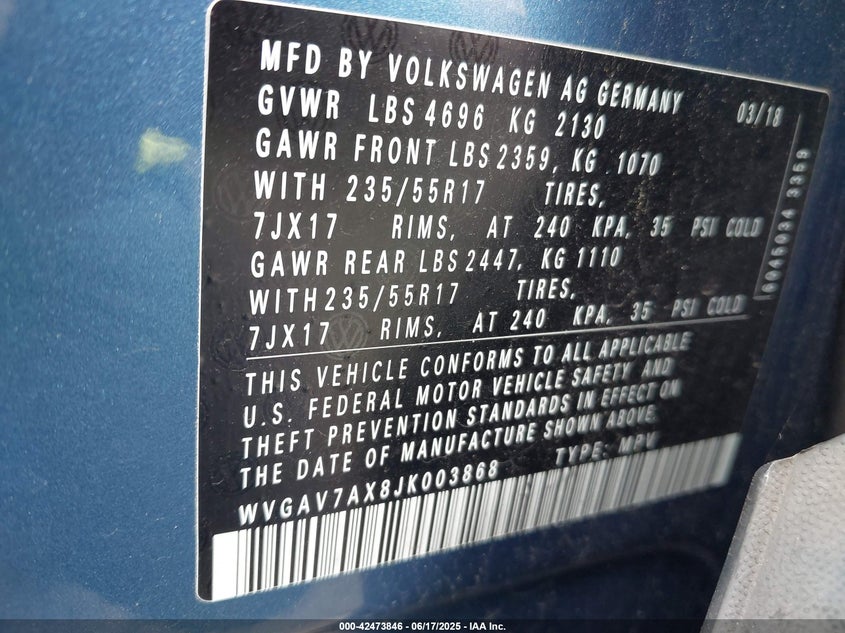 MFD BY VOLKSWAGEN AG GERMANY 03/18
GVWR LBS 4696 KG 2130
GAWR FRONT LBS 2359, KG 1070
WITH 235/55R17 TIRES,
7JX17 RIMS, AT 240 KPA, 35 PSI COLD
GAWR REAR LBS 2447, KG 1110
WITH 235/55R17 TIRES,
7JX17 RIMS, AT 240 KPA, 35 PSI COLD
THIS VEHICLE CONFORMS TO ALL APPLICABLE
U.S. FEDERAL MOTOR VEHICLE SAFETY AND
THEFT PREVENTION STANDARDS IN EFFECT ON
THE DATE OF MANUFACTURE SHOWN ABOVE.
WVGAV7AX8JK003868 TYPE: MPV
000-42473846 - 06/17/2025 - IAA Inc.